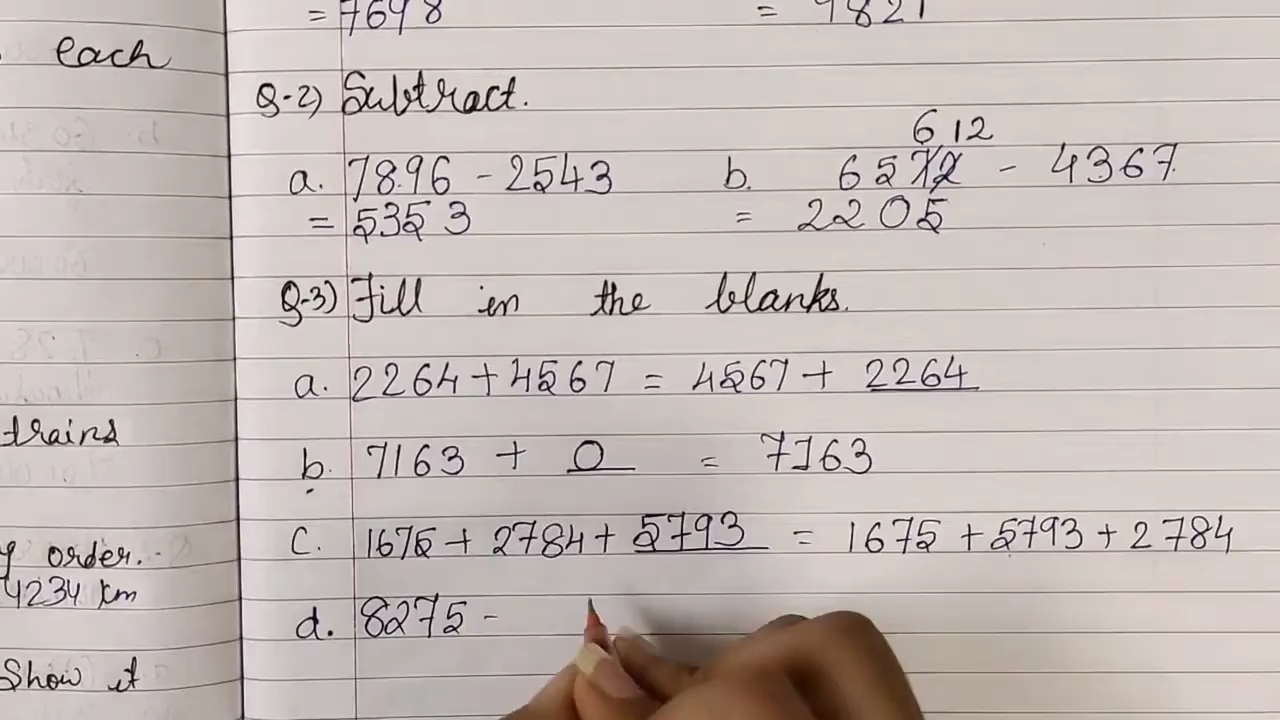 = 7698 = 9821
each
Q-2) Subtract.
6 12
a. 7896 - 2543 b. 6572 - 4367
= 5353 = 2205
Q-3) Fill in the blanks.
a. 2264 + 4567 = 4567 + 2264
trains
b. 7163 + 0 = 7163
c. 1675 + 2784 + 5793 = 1675 + 5793 + 2784
order.
4234 km
d. 8275 -
Show it